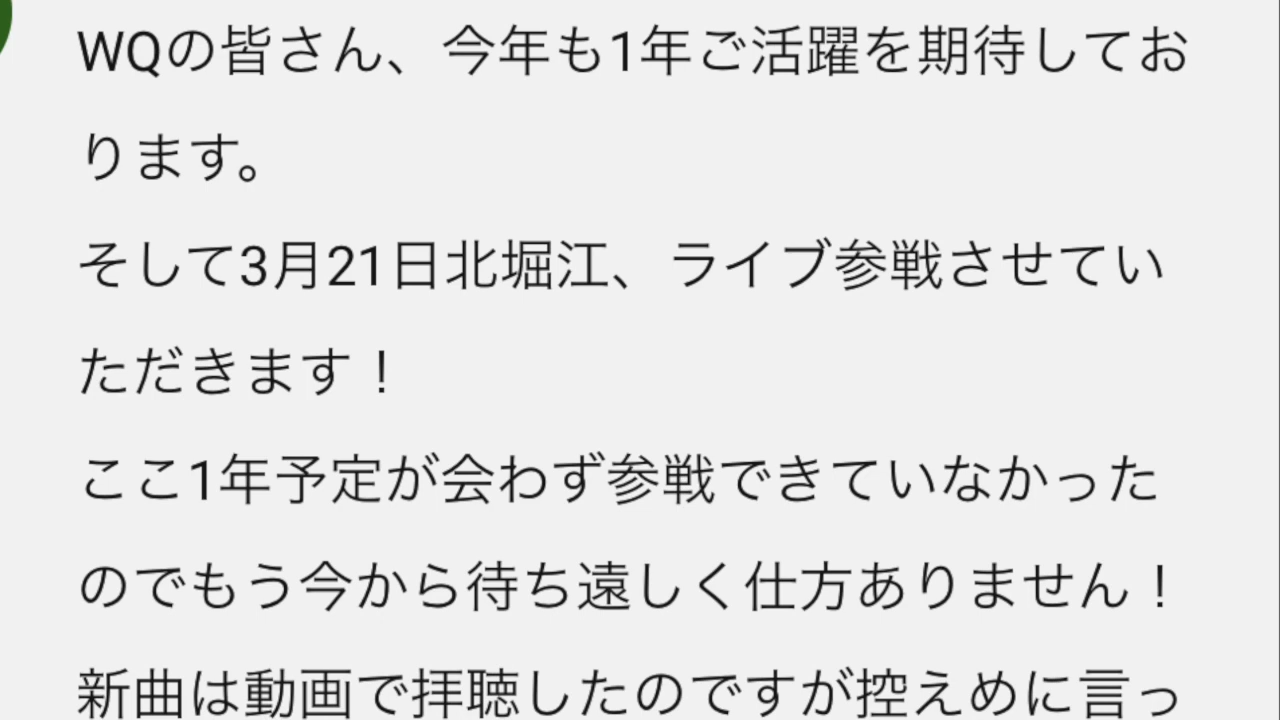 WQの皆さん、今年も1年ご活躍を期待してお
ります。
そして3月21日北堀江、ライブ参戦させてい
ただきます！
ここ1年予定が会わず参戦できていなかった
のでもう今から待ち遠しく仕方ありません！
新曲は動画で拝聴したのですが控えめに言っ